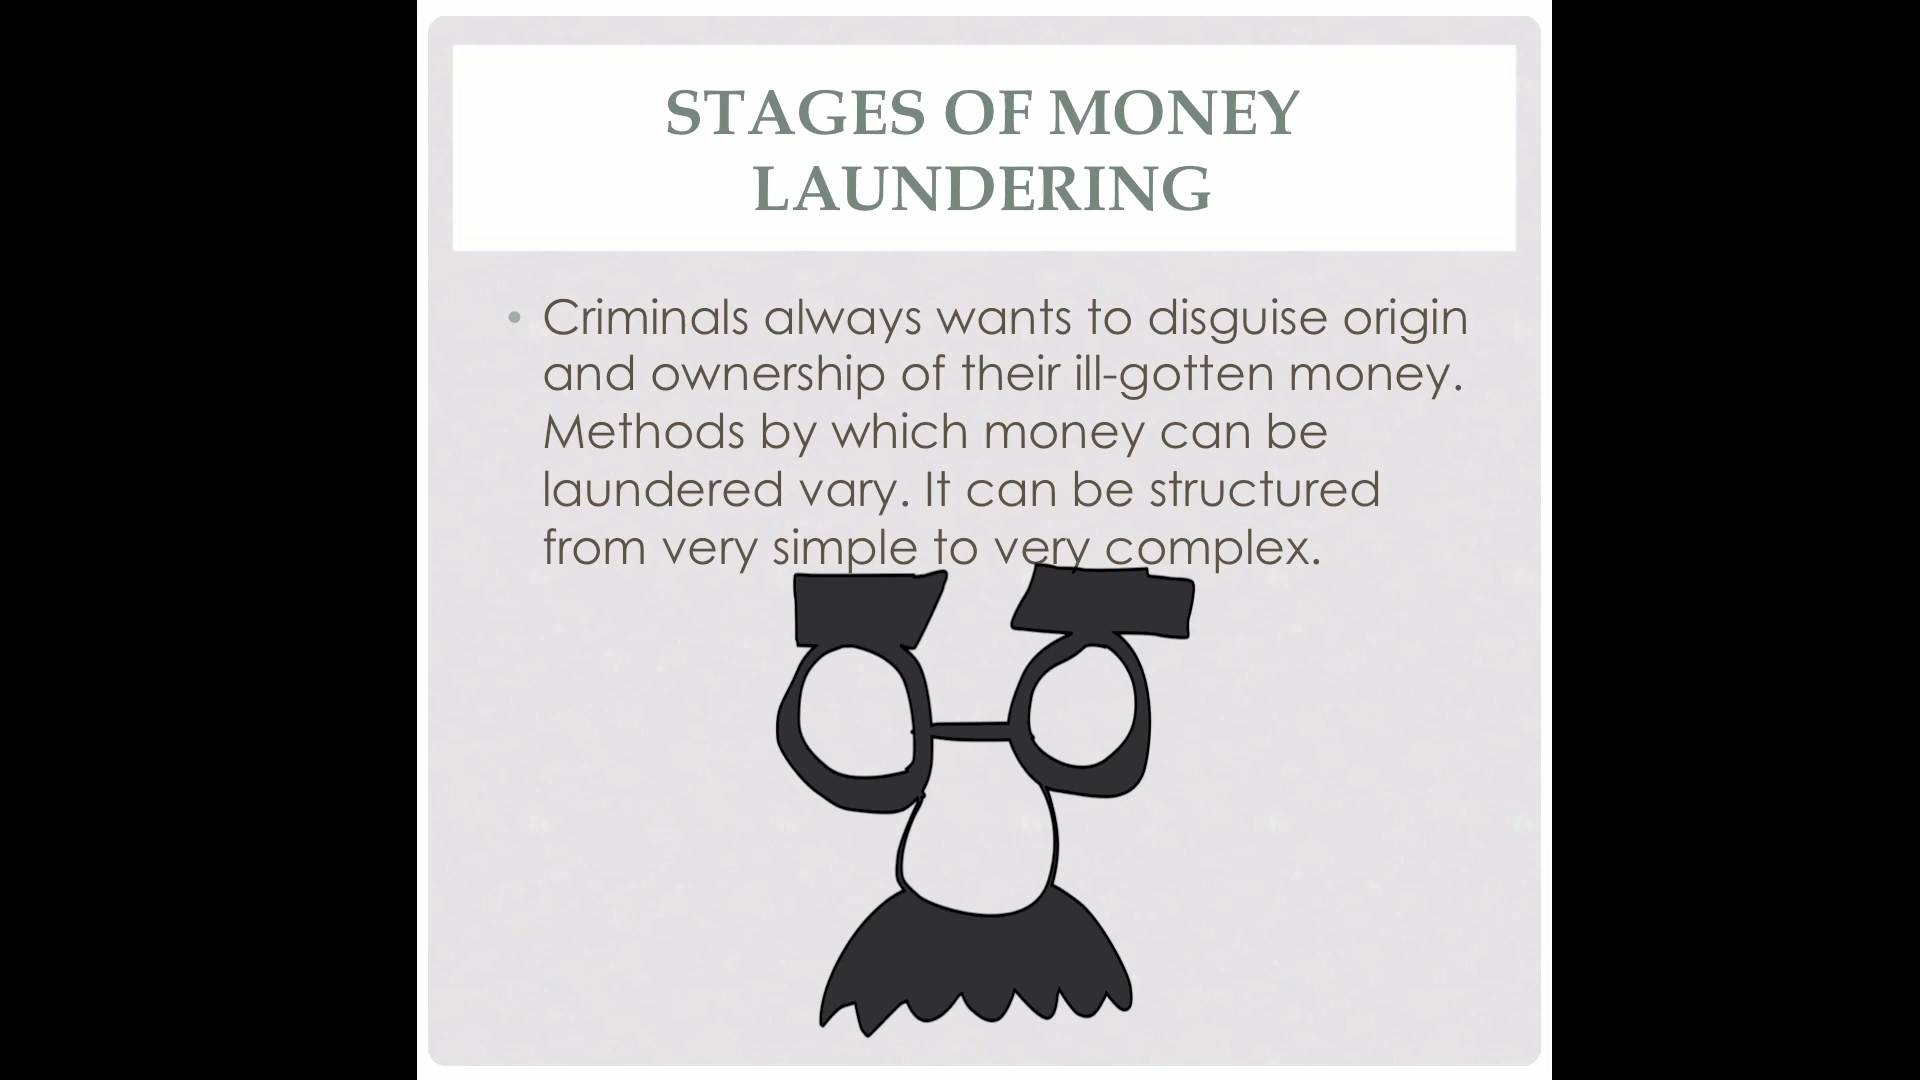 STAGES OF MONEY
LAUNDERING
• Criminals always wants to disguise origin
and ownership of their ill-gotten money.
Methods by which money can be
laundered vary. It can be structured
from very simple to very complex.